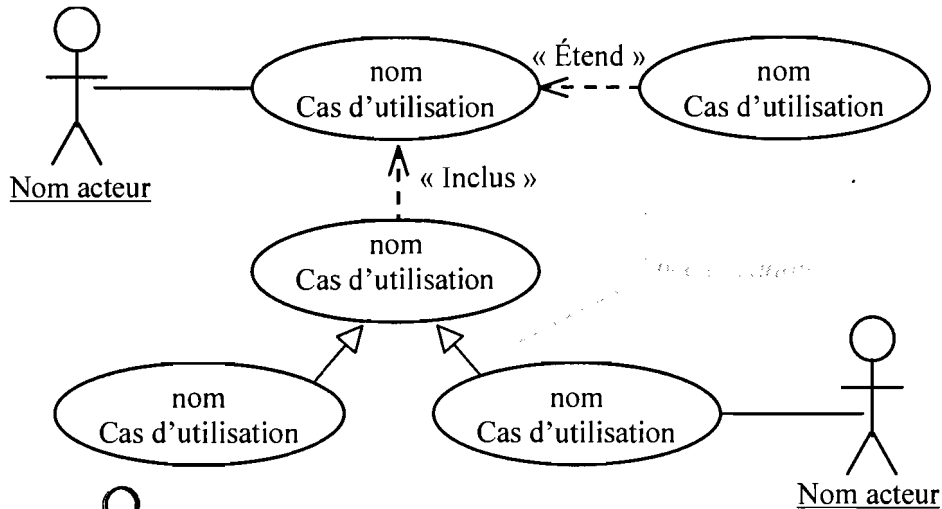 « Étend »
nom
Cas d'utilisation
nom
Cas d'utilisation
Nom acteur
« Inclus »
nom
Cas d'utilisation
nom
Cas d'utilisation
nom
Cas d'utilisation
Nom acteur